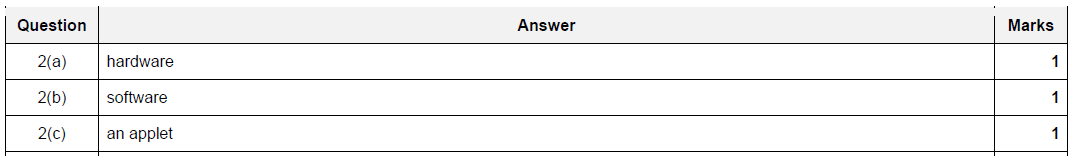 Question Answer Marks
2(a) hardware 1
2(b) software 1
2(c) an applet 1